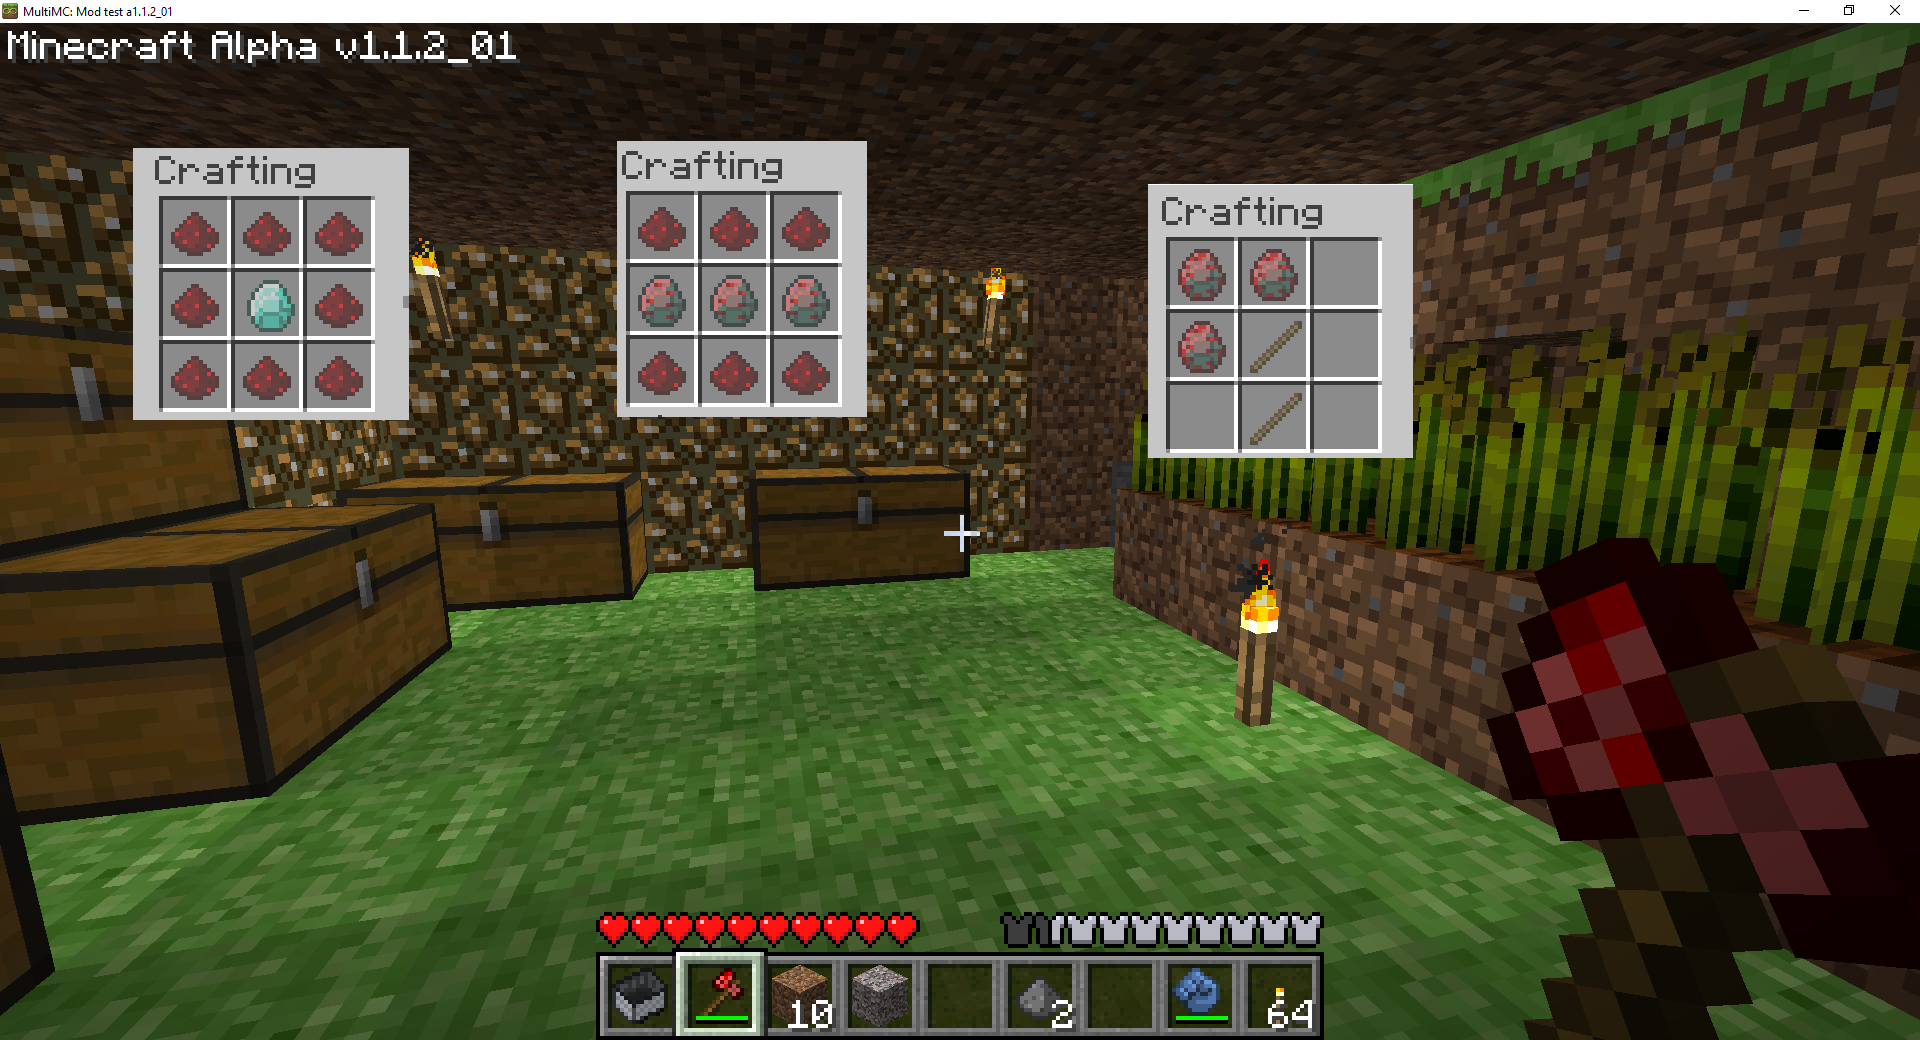 MultiMC: Mod test a1.1.2_01
Minecraft Alpha v1.1.2_01
Crafting
Crafting
Crafting
10
2
64